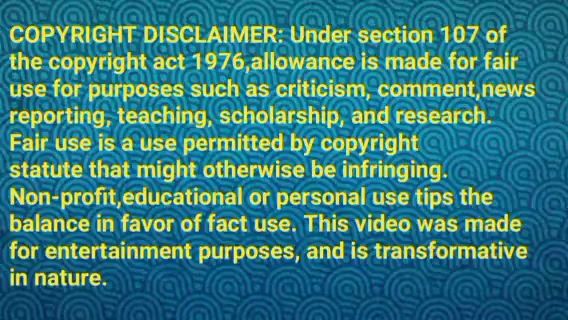 COPYRIGHT DISCLAIMER: Under section 107 of
the copyright act 1976,allowance is made for fair
use for purposes such as criticism, comment,news
reporting, teaching, scholarship, and research.
Fair use is a use permitted by copyright
statute that might otherwise be infringing.
Non-profit,educational or personal use tips the
balance in favor of fact use. This video was made
for entertainment purposes, and is transformative
in nature.